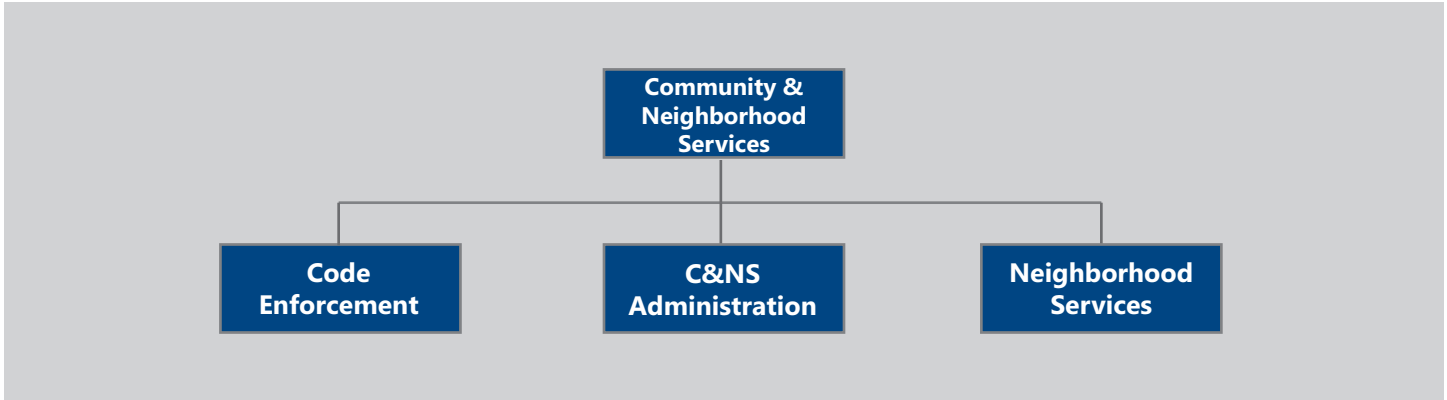 Community &
Neighborhood
Services
Code
Enforcement
C&NS
Administration
Neighborhood
Services